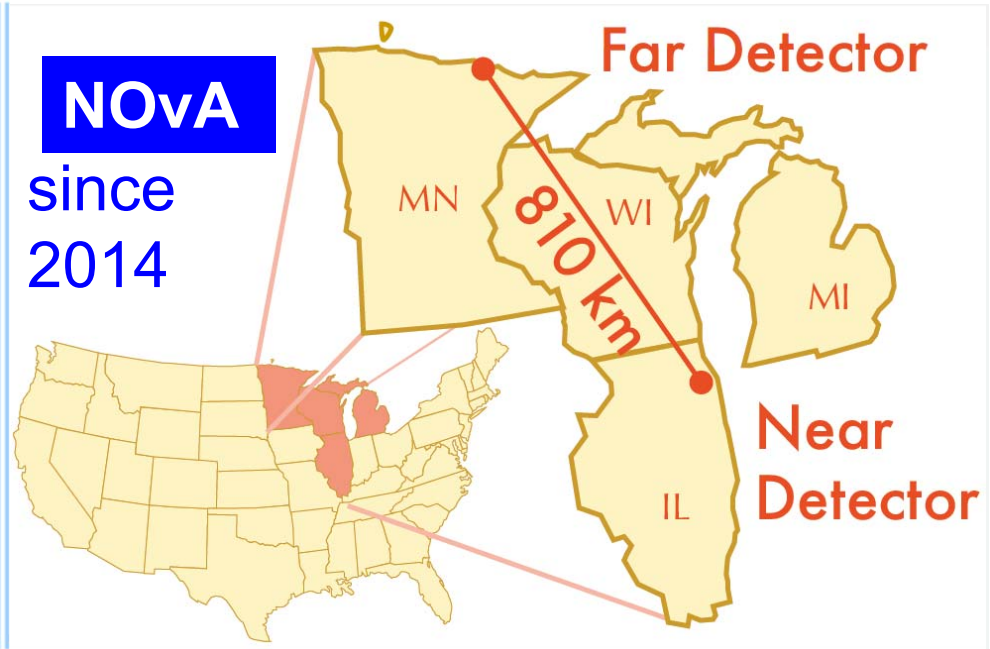 NOvA
since
2014
Far Detector
MN
WI
810 km
MI
Near
Detector
IL